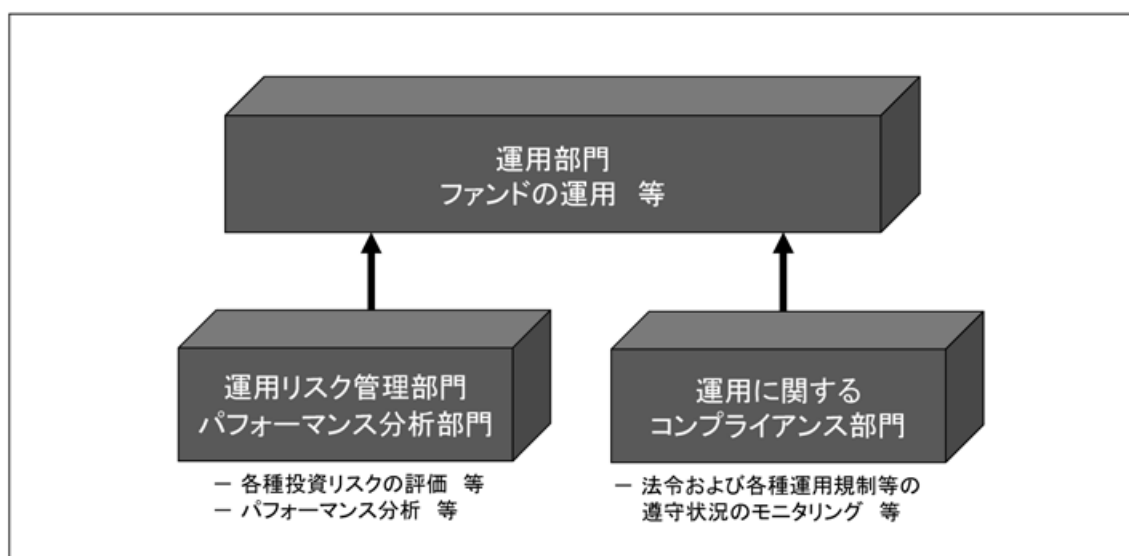 運用部門
ファンドの運用 等
運用リスク管理部門
パフォーマンス分析部門
－ 各種投資リスクの評価 等
－ パフォーマンス分析 等
運用に関する
コンプライアンス部門
－ 法令および各種運用規制等の
遵守状況のモニタリング 等